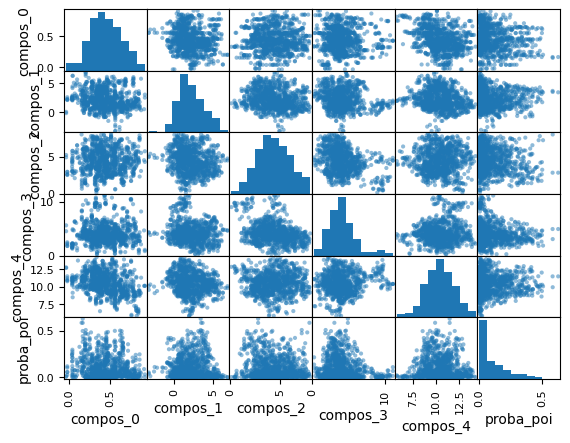 compos_0
0.5
0.0
compos_1
5
0
compos_2
5
0
compos_3
10
0
compos_4
12.5
10.0
7.5
proba_poi
0.5
0.0
0.0 0.5 0 5 0 5 0 10 7.5 10.0 12.5 0.0 0.5
compos_0 compos_1 compos_2 compos_3 compos_4 proba_poi